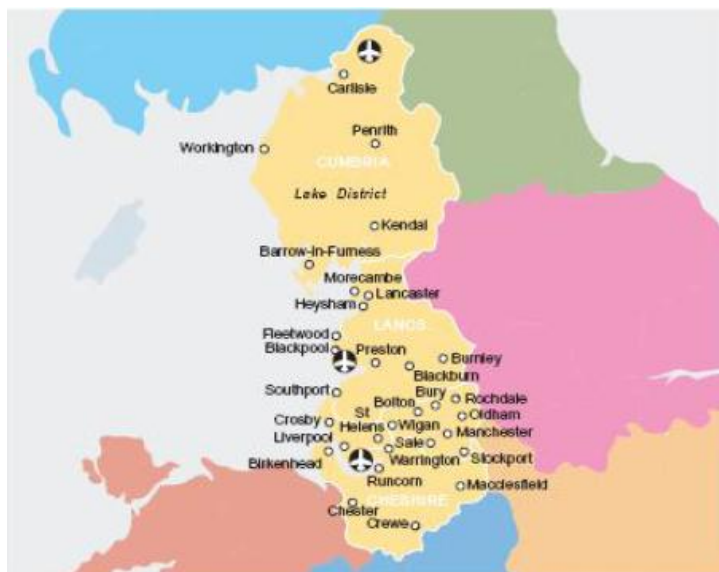 Carlisle
Penrith
Workington
CUMBRIA
Lake District
Kendal
Barrow-in-Furness
Morecambe
Lancaster
Heysham
LANCS
Fleetwood
Blackpool
Preston
Burnley
Blackburn
Southport
Bury
Rochdale
Bolton
Oldham
St
Helens
Crosby
Wigan
Manchester
Liverpool
Sale
Birkenhead
Warrington
Stockport
Runcorn
Macclesfield
CHESHIRE
Chester
Crewe